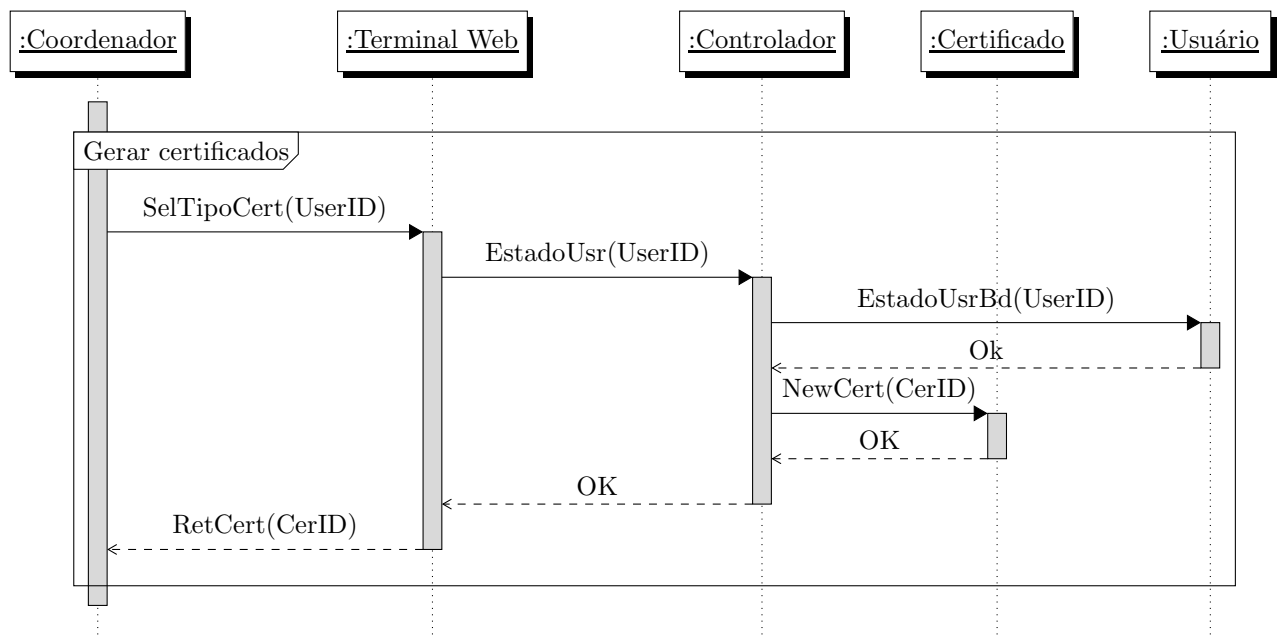 :Coordenador
:Terminal Web
:Controlador
:Certificado
:Usuário
Gerar certificados
SelTipoCert(UserID)
EstadoUsr(UserID)
EstadoUsrBd(UserID)
Ok
NewCert(CerID)
OK
OK
RetCert(CerID)